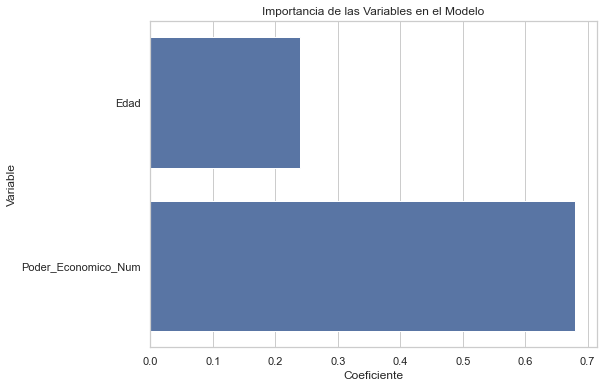 Importancia de las Variables en el Modelo
Edad
Variable
Poder_Economico_Num
0.0 0.1 0.2 0.3 0.4 0.5 0.6 0.7
Coeficiente